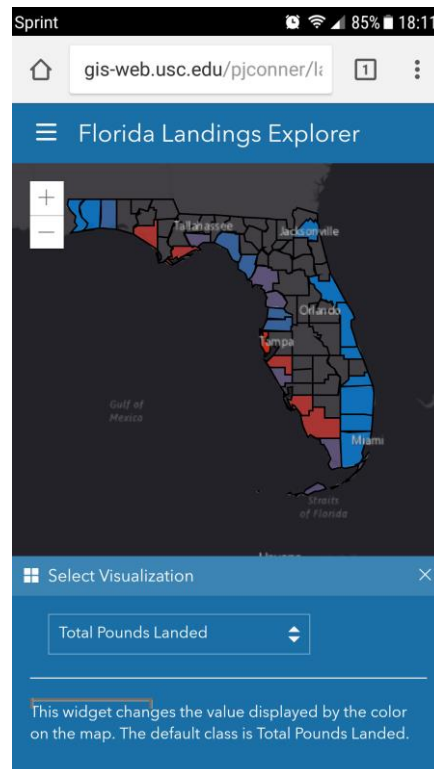 Sprint 85% 18:11
gis-web.usc.edu/pjconner/la 1
Florida Landings Explorer
+
Tallahassee
Jacksonville
−
Orlando
Tampa
Gulf of
Mexico
Miami
Straits
of Florida
Select Visualization ×
Total Pounds Landed
This widget changes the value displayed by the color
on the map. The default class is Total Pounds Landed.